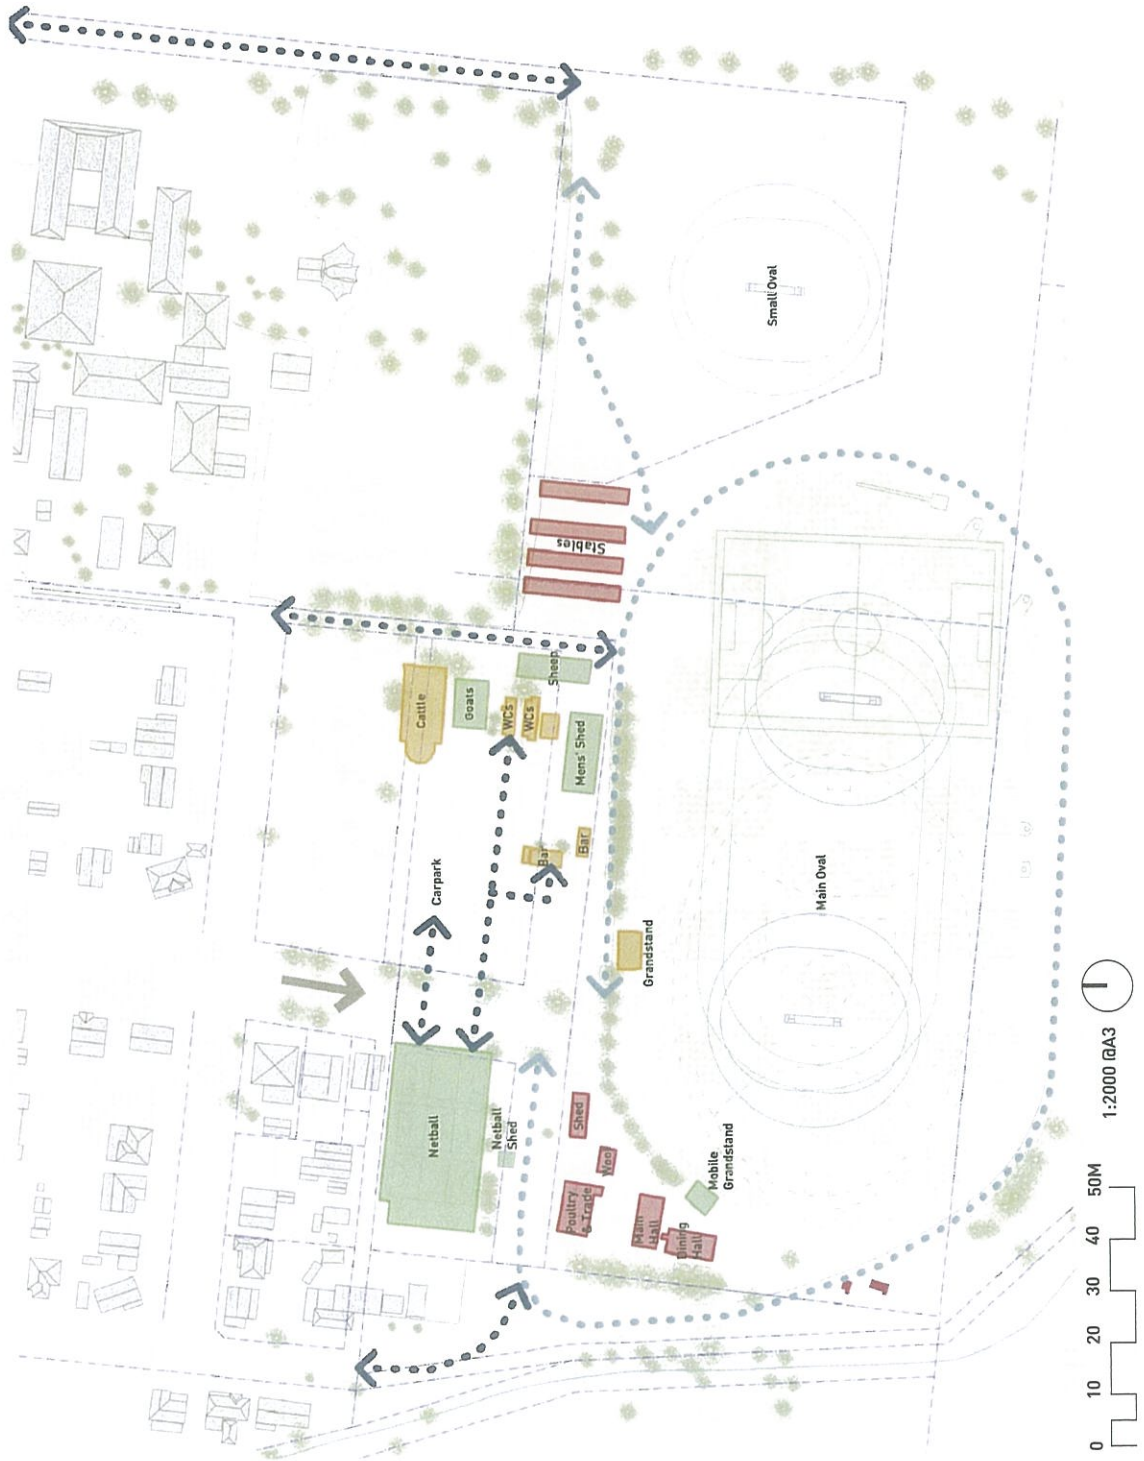 Small Oval
Stables
Sheep
Cattle
Goats
WCs
WCs
Mens' Shed
Bar
Bar
Carpark
Main Oval
Grandstand
Netball
Netball
Shed
Shed
Poultry
& Trade
Main
Hall
Dining
Hall
Mobile
Grandstand
1:2000 @A3
0
10
20
30
40
50M